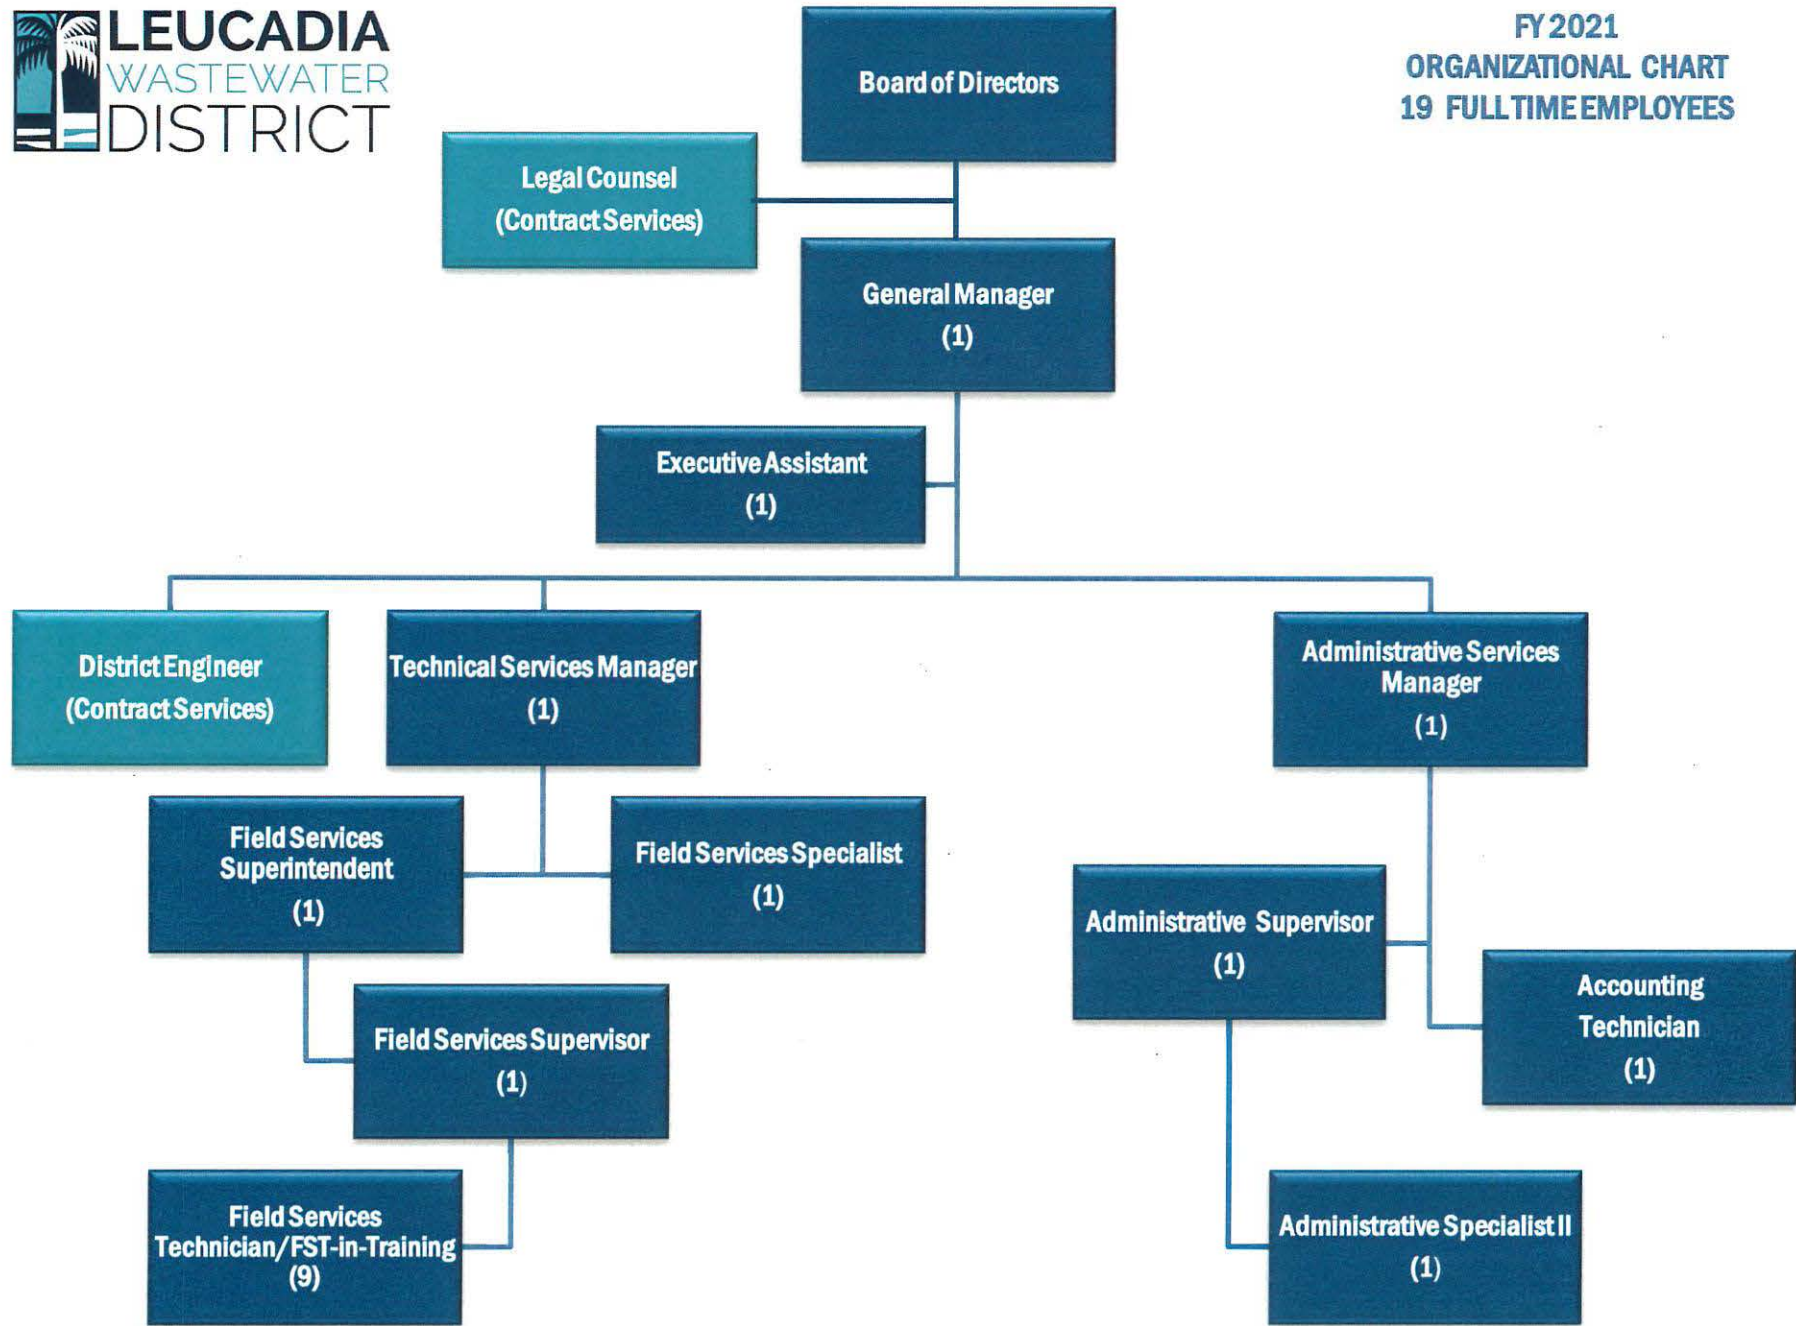 LEUCADIA
WASTEWATER
DISTRICT
FY 2021
ORGANIZATIONAL CHART
19 FULL TIME EMPLOYEES
Board of Directors
Legal Counsel
(Contract Services)
General Manager
(1)
Executive Assistant
(1)
District Engineer
(Contract Services)
Technical Services Manager
(1)
Administrative Services
Manager
(1)
Field Services
Superintendent
(1)
Field Services Specialist
(1)
Administrative Supervisor
(1)
Accounting
Technician
(1)
Field Services Supervisor
(1)
Field Services
Technician/FST-in-Training
(9)
Administrative Specialist II
(1)